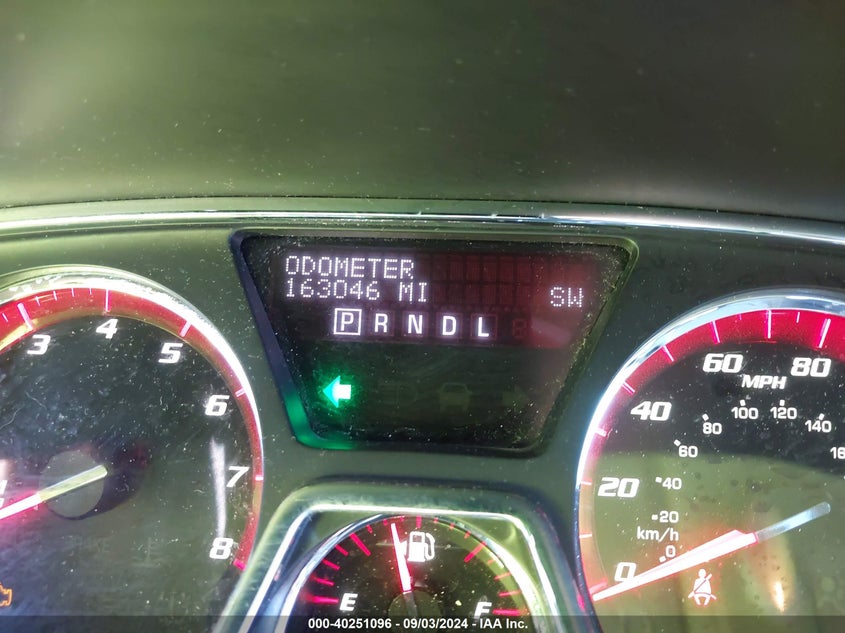 ODOMETER
163046 MI SW
P R N D L
3 4 5 6 7 8
0 20 40 60 80
MPH
0 20 40 60 80 100 120 140
km/h
E F
000-40251096 - 09/03/2024 - IAA Inc.